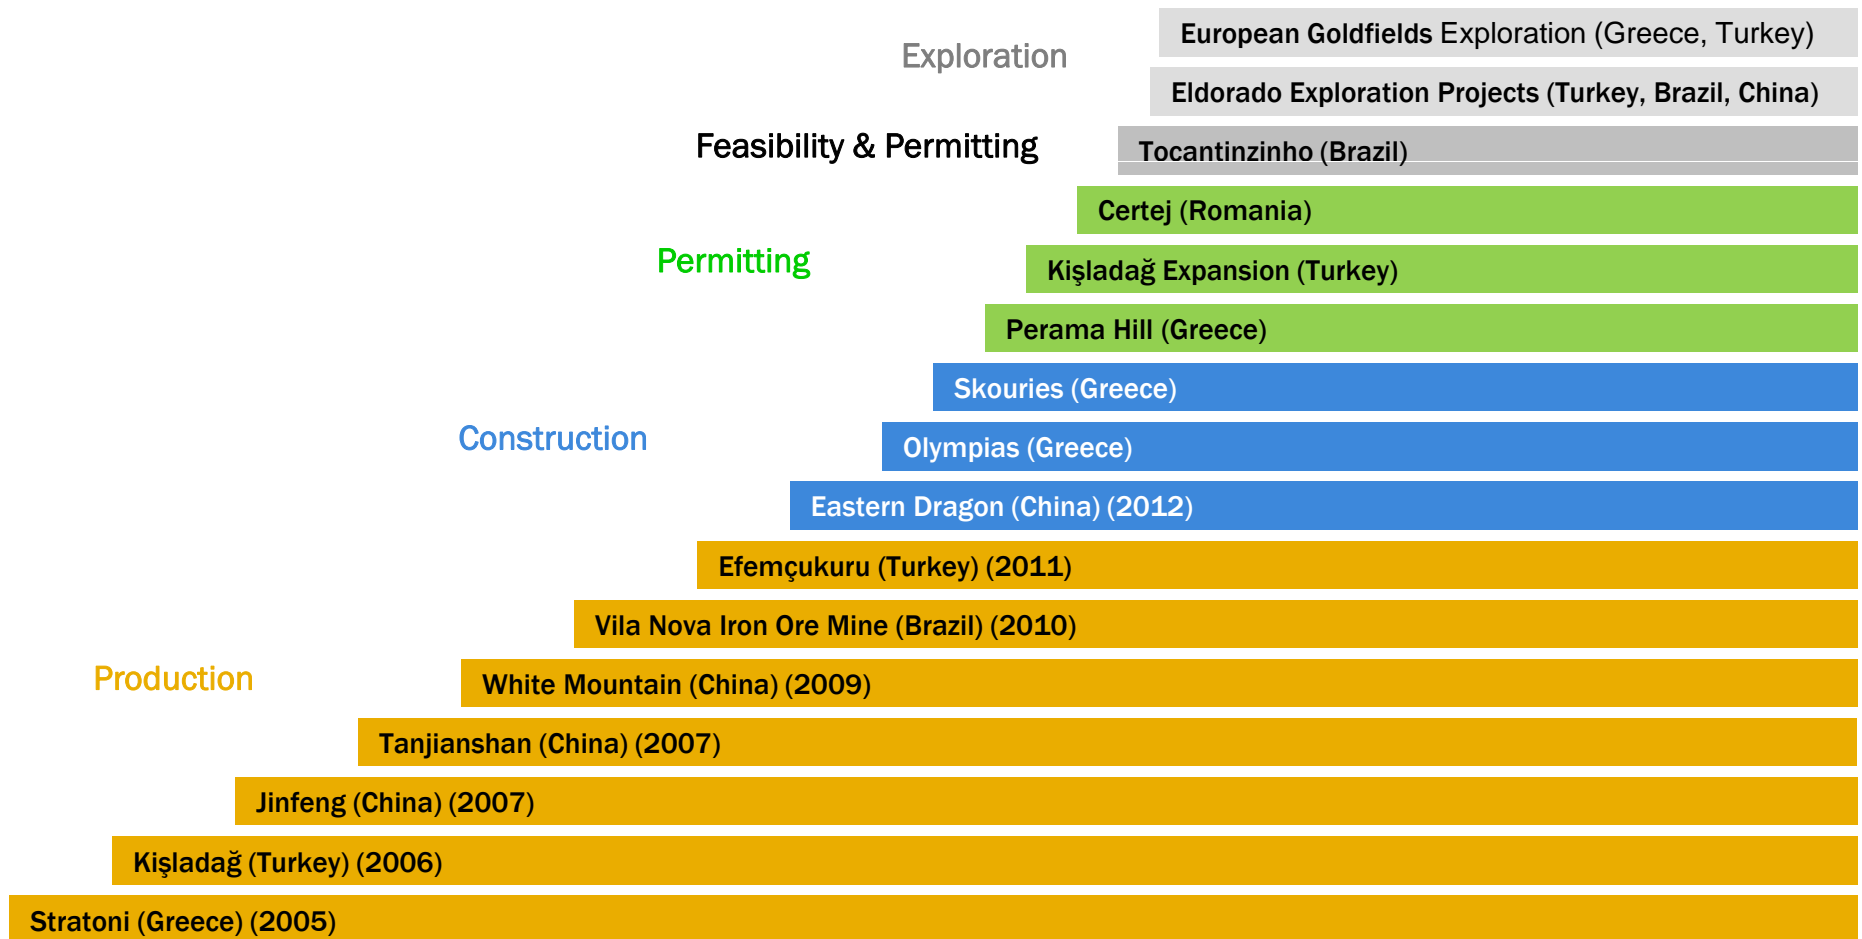 European Goldfields Exploration (Greece, Turkey)
Exploration
Eldorado Exploration Projects (Turkey, Brazil, China)
Feasibility & Permitting
Tocantinzinho (Brazil)
Certej (Romania)
Permitting
Kişladağ Expansion (Turkey)
Perama Hill (Greece)
Skouries (Greece)
Construction
Olympias (Greece)
Eastern Dragon (China) (2012)
Efemçukuru (Turkey) (2011)
Vila Nova Iron Ore Mine (Brazil) (2010)
Production
White Mountain (China) (2009)
Tanjianshan (China) (2007)
Jinfeng (China) (2007)
Kişladağ (Turkey) (2006)
Stratoni (Greece) (2005)